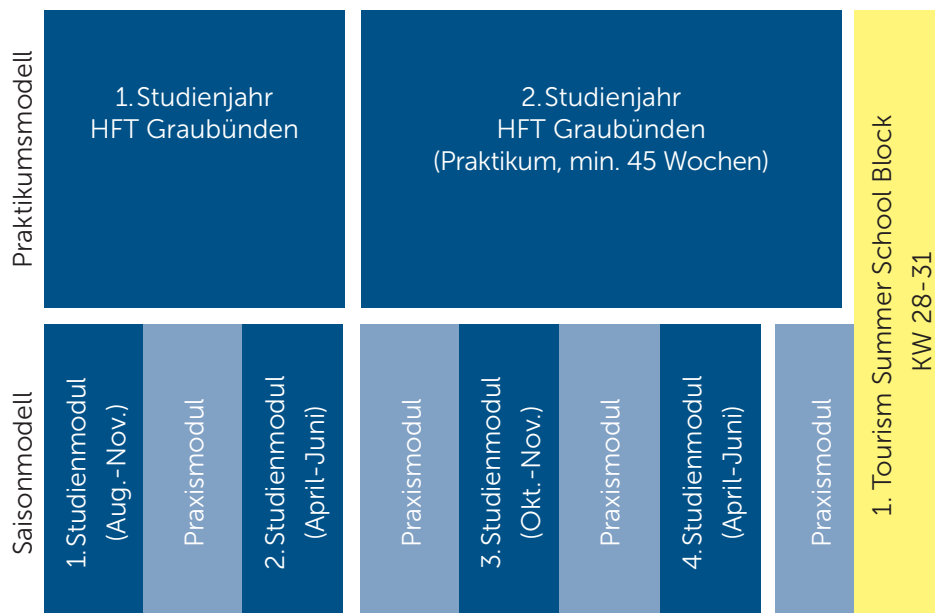 Praktikumsmodell
1. Studienjahr
HFT Graubünden
2. Studienjahr
HFT Graubünden
(Praktikum, min. 45 Wochen)
Saisonmodell
1. Studienmodul
(Aug.-Nov.)
Praxismodul
2. Studienmodul
(April-Juni)
Praxismodul
3. Studienmodul
(Okt.-Nov.)
Praxismodul
4. Studienmodul
(April-Juni)
Praxismodul
1. Tourism Summer School Block
KW 28-31